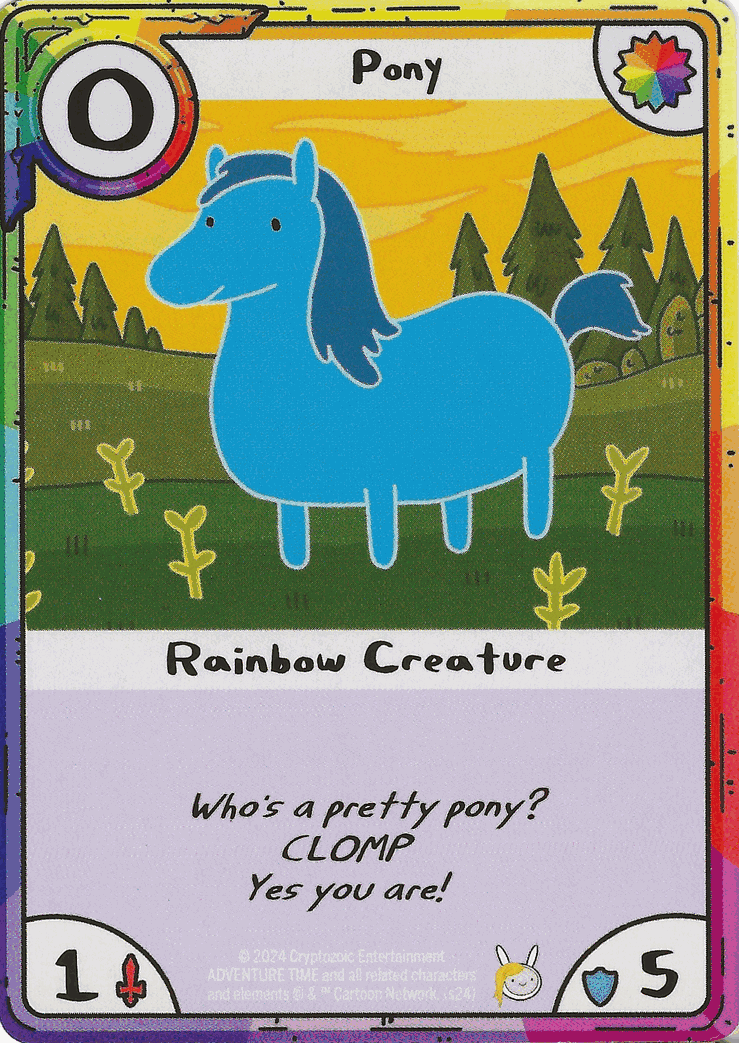 0
Pony
Rainbow Creature
Who's a pretty pony?
CLOMP
Yes you are!
1
© 2024 Cryptozoic Entertainment
ADVENTURE TIME and all related characters
and elements © & ™ Cartoon Network. (s24)
5